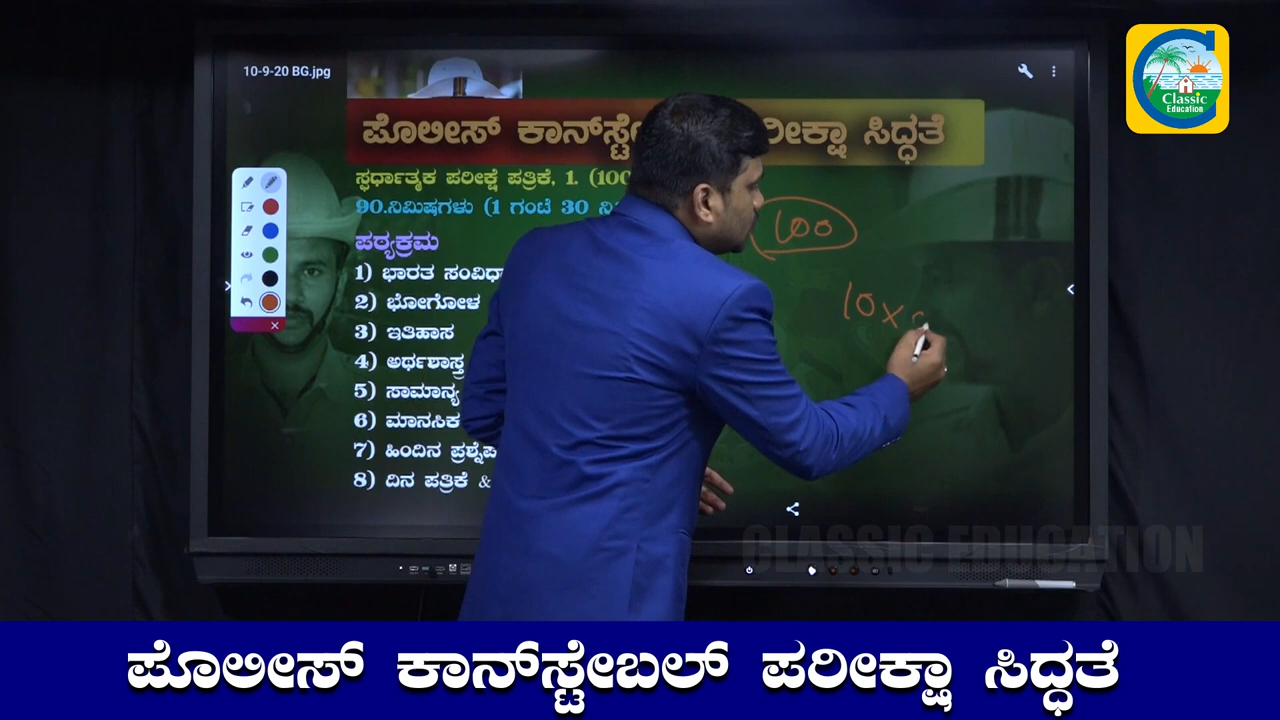 10-9-20 BG.jpg
Classic
Education
ಪೊಲೀಸ್ ಕಾನ್‌ಸ್ಟೇ ರೀಕ್ಷಾ ಸಿದ್ಧತೆ
ಸ್ಪರ್ಧಾತ್ಮಕ ಪರೀಕ್ಷೆ ಪತ್ರಿಕೆ, 1. (100
90.ನಿಮಿಷಗಳು (1 ಗಂಟೆ 30 ನಿ
100
ಪಠ್ಯಕ್ರಮ
1) ಭಾರತ ಸಂವಿಧಾ
2) ಭೋಗೋಳ
10x
3) ಇತಿಹಾಸ
4) ಅರ್ಥಶಾಸ್ತ್ರ
5) ಸಾಮಾನ್ಯ
6) ಮಾನಸಿಕ
7) ಹಿಂದಿನ ಪ್ರಶ್ನೆಪ
8) ದಿನ ಪತ್ರಿಕೆ &
CLASSIC EDUCATION
ಪೊಲೀಸ್ ಕಾನ್‌ಸ್ಟೇಬಲ್ ಪರೀಕ್ಷಾ ಸಿದ್ಧತೆ